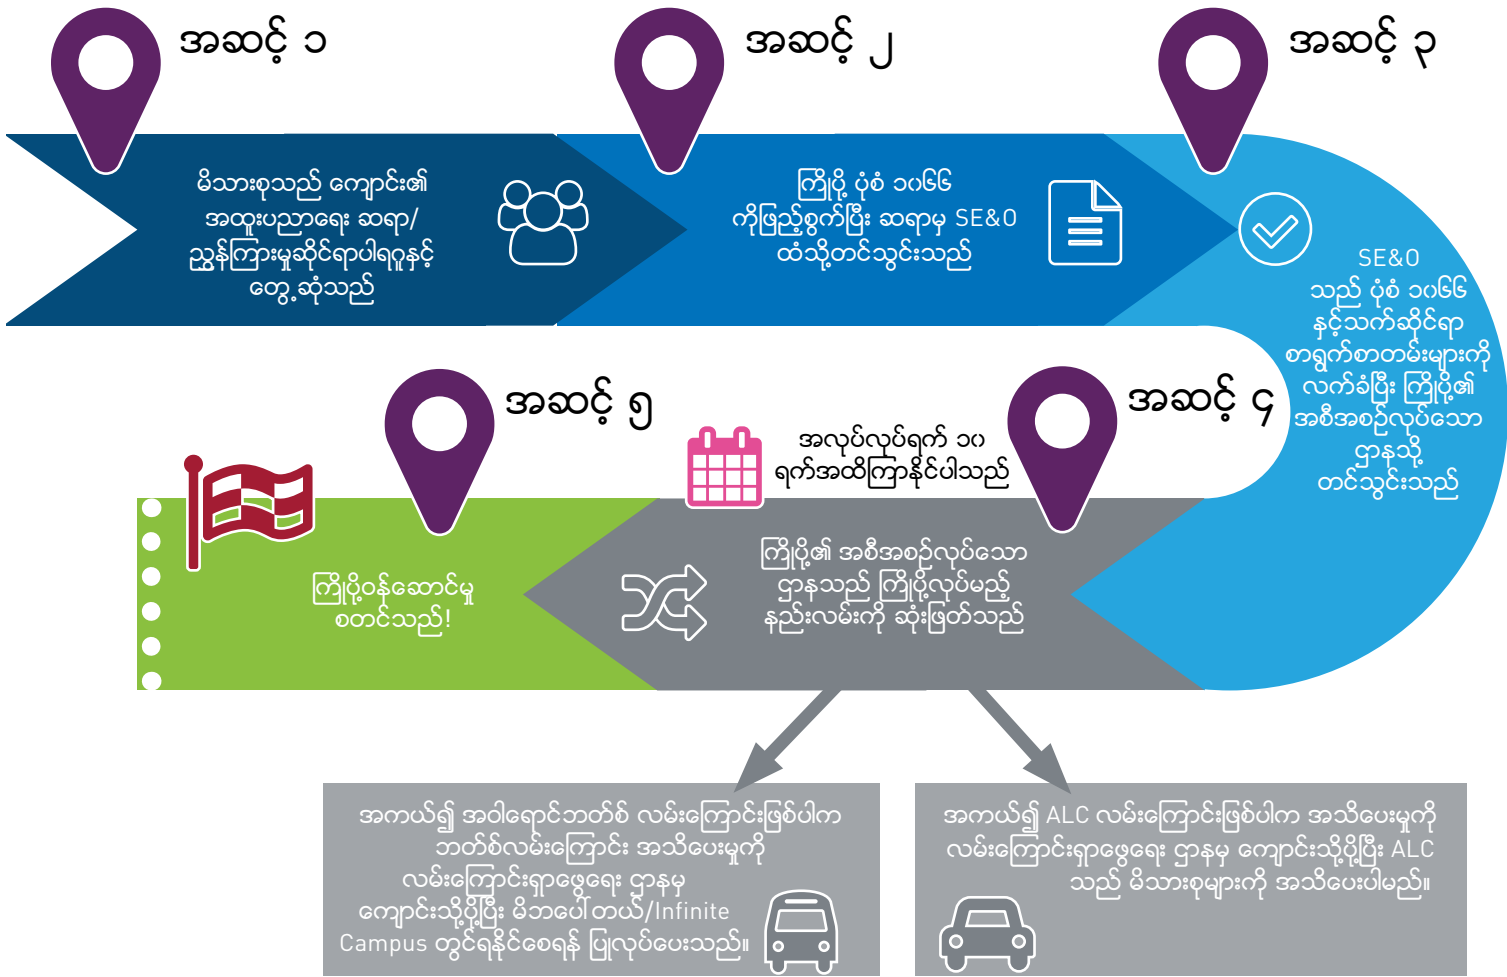 အဆင့် ၁
မိသားစုသည် ကျောင်း၏
အထူးပညာရေး ဆရာ/
ညွှန်ကြားမှုဆိုင်ရာပါရဂူနှင့်
တွေ့ဆုံသည်
အဆင့် ၂
ကြိုပို့ ပုံစံ ၁၀၆၆
ကိုဖြည့်စွက်ပြီး ဆရာမှ SE&O
ထံသို့တင်သွင်းသည်
အဆင့် ၃
SE&O
သည် ပုံစံ ၁၀၆၆
နှင့်သက်ဆိုင်ရာ
စာရွက်စာတမ်းများကို
လက်ခံပြီး ကြိုပို့၏
အစီအစဉ်လုပ်သော
ဌာနသို့
တင်သွင်းသည်
အဆင့် ၄
အလုပ်လုပ်ရက် ၁၀
ရက်အထိကြာနိုင်ပါသည်
ကြိုပို့၏ အစီအစဉ်လုပ်သော
ဌာနသည် ကြိုပို့လုပ်မည့်
နည်းလမ်းကို ဆုံးဖြတ်သည်
အဆင့် ၅
ကြိုပို့ဝန်ဆောင်မှု
စတင်သည်!
အကယ်၍ အဝါရောင်ဘတ်စ် လမ်းကြောင်းဖြစ်ပါက
ဘတ်စ်လမ်းကြောင်း အသိပေးမှုကို
လမ်းကြောင်းရှာဖွေရေး ဌာနမှ
ကျောင်းသို့ပို့ပြီး မိဘပေါ်တယ်/Infinite
Campus တွင်ရနိုင်စေရန် ပြုလုပ်ပေးသည်။
အကယ်၍ ALC လမ်းကြောင်းဖြစ်ပါက အသိပေးမှုကို
လမ်းကြောင်းရှာဖွေရေး ဌာနမှ ကျောင်းသို့ပို့ပြီး ALC
သည် မိသားစုများကို အသိပေးပါမည်။